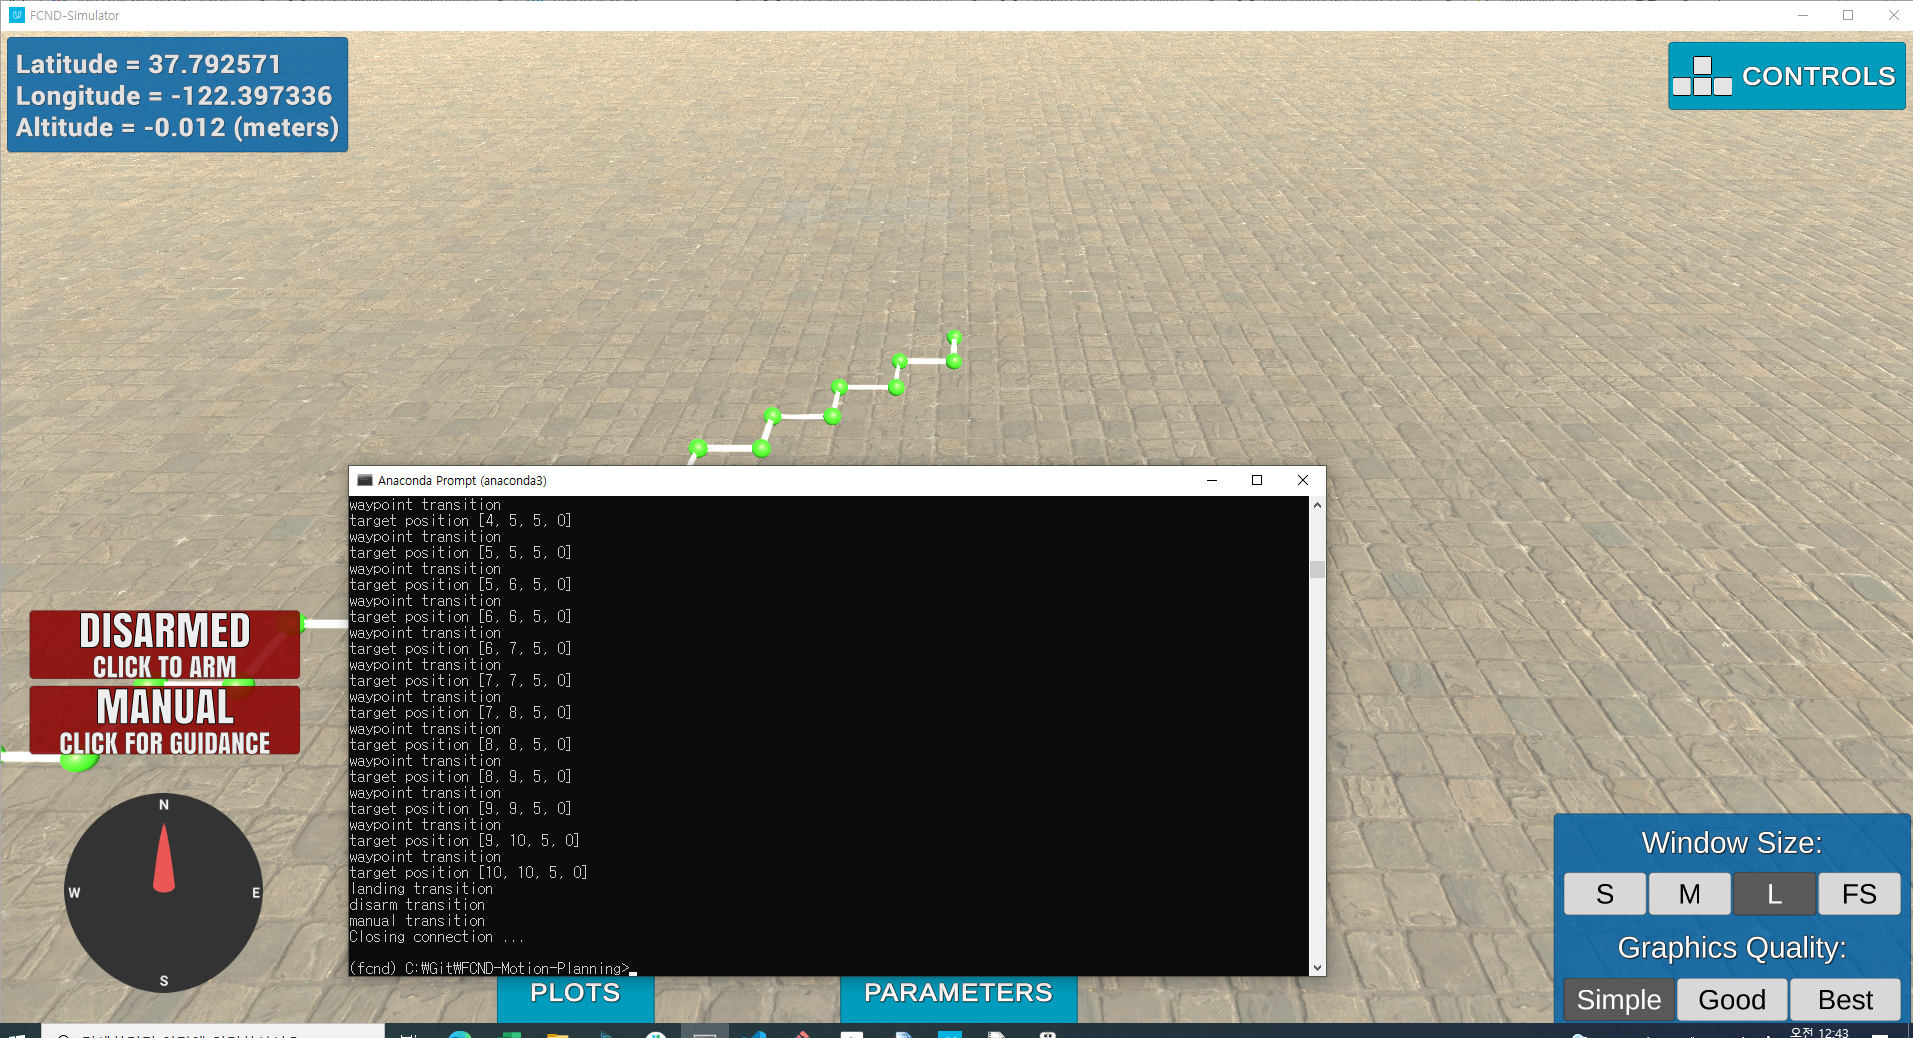 FCND-Simulator
Latitude = 37.792571
Longitude = -122.397336
Altitude = -0.012 (meters)
CONTROLS
Anaconda Prompt (anaconda3)
waypoint transition
target position [4, 5, 5, 0]
waypoint transition
target position [5, 5, 5, 0]
waypoint transition
target position [5, 6, 5, 0]
waypoint transition
target position [6, 6, 5, 0]
waypoint transition
target position [6, 7, 5, 0]
waypoint transition
target position [7, 7, 5, 0]
waypoint transition
target position [7, 8, 5, 0]
waypoint transition
target position [8, 8, 5, 0]
waypoint transition
target position [8, 9, 5, 0]
waypoint transition
target position [9, 9, 5, 0]
waypoint transition
target position [9, 10, 5, 0]
waypoint transition
target position [10, 10, 5, 0]
landing transition
disarm transition
manual transition
Closing connection ...
(fcnd) C:₩Git₩FCND-Motion-Planning>
DISARMED
CLICK TO ARM
MANUAL
CLICK FOR GUIDANCE
N
W
E
S
PLOTS
PARAMETERS
Window Size:
S M L FS
Graphics Quality:
Simple Good Best
오전 12:43